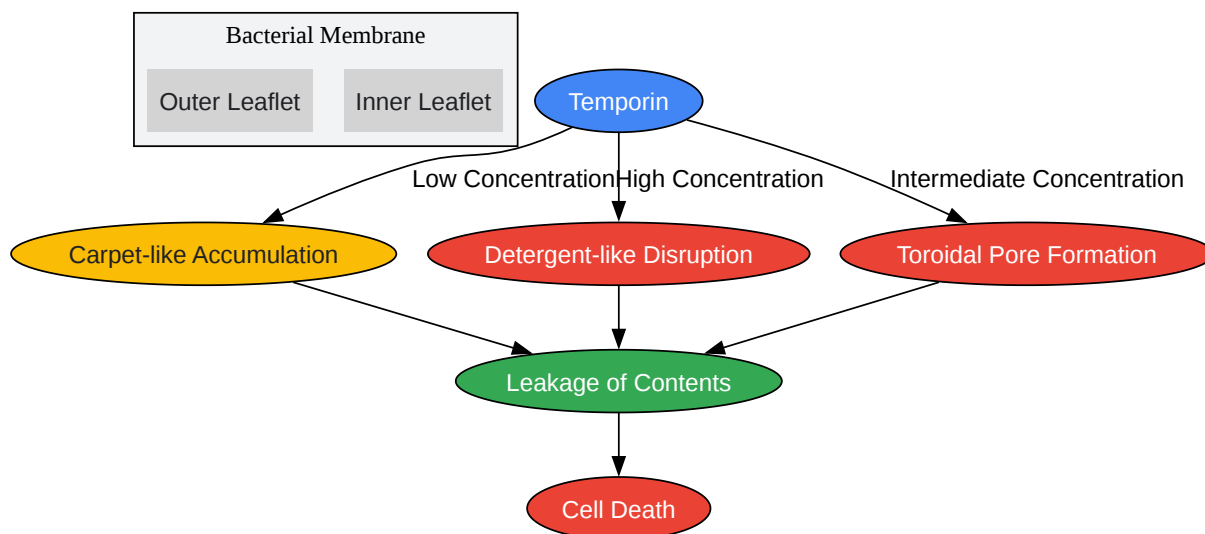 Bacterial Membrane
Outer Leaflet
Inner Leaflet
Temporin
Low Concentration
High Concentration
Intermediate Concentration
Carpet-like Accumulation
Detergent-like Disruption
Toroidal Pore Formation
Leakage of Contents
Cell Death